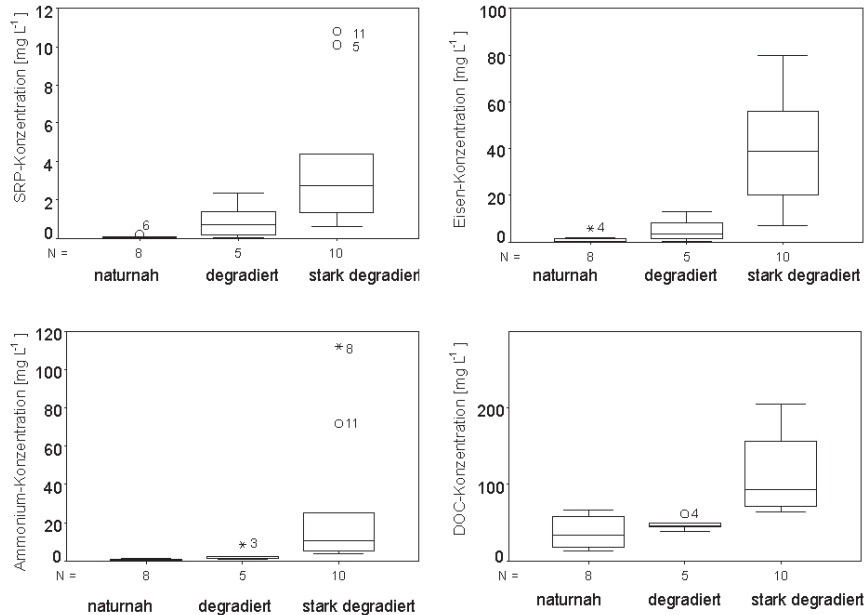 SRP-Konzentration [mg L-1]
12
10
8
6
4
2
0
6
11
5
N =
8
5
10
naturnah
degradiert
stark degradiert
Eisen-Konzentration [mg L-1]
100
80
60
40
20
0
4
N =
8
5
10
naturnah
degradiert
stark degradiert
Ammonium-Konzentration [mg L-1]
120
100
80
60
40
20
0
3
8
11
N =
8
5
10
naturnah
degradiert
stark degradiert
DOC-Konzentration [mg L-1]
200
100
0
4
N =
8
5
10
naturnah
degradiert
stark degradiert